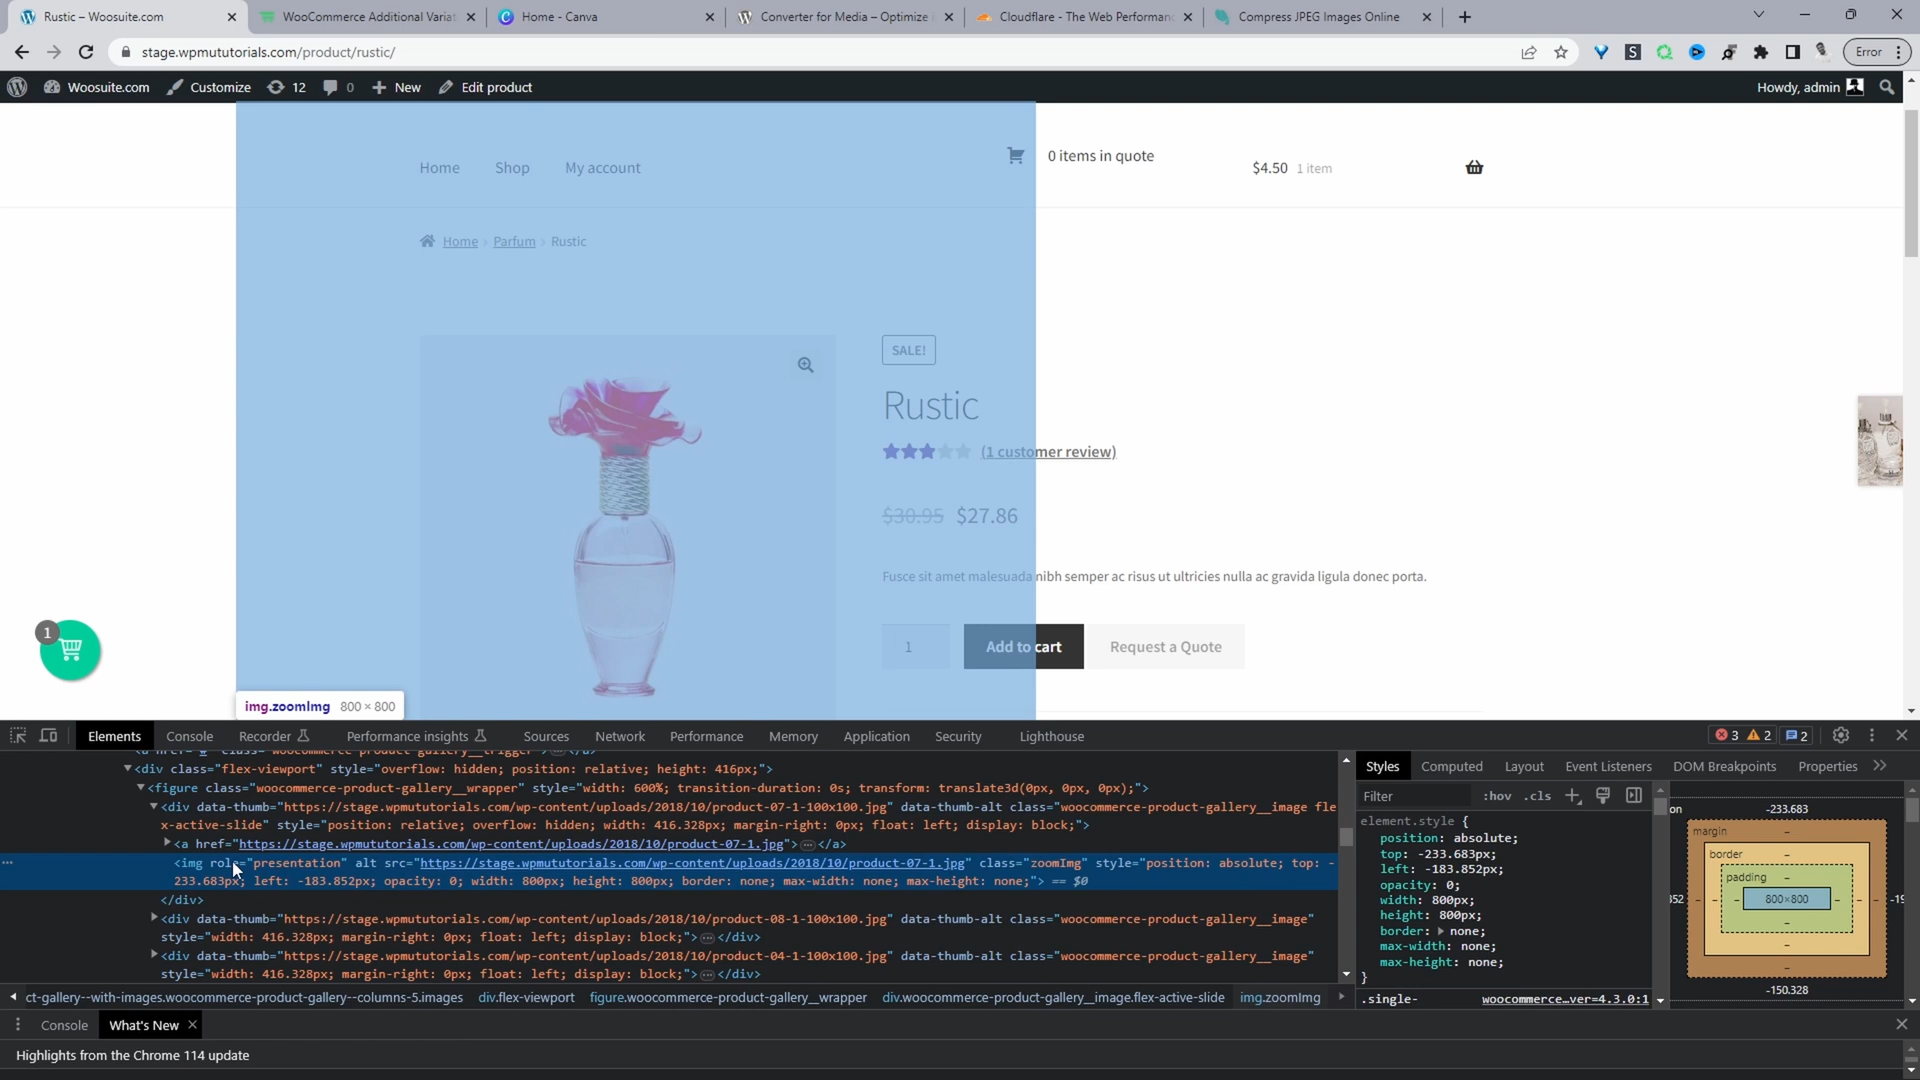 Rustic – Woosuite.com
WooCommerce Additional Variat
Home - Canva
Converter for Media – Optimize
Cloudflare - The Web Performanc
Compress JPEG Images Online
stage.wpmututorials.com/product/rustic/
Error
Woosuite.com
Customize
12
0
New
Edit product
Howdy, admin
Home
Shop
My account
0 items in quote
$4.50 1 item
Home › Parfum › Rustic
SALE!
Rustic
(1 customer review)
$30.95 $27.86
Fusce sit amet malesuada nibh semper ac risus ut ultricies nulla ac gravida ligula donec porta.
1
1
Add to cart
Request a Quote
img.zoomImg 800 × 800
Elements
Console
Recorder
Performance insights
Sources
Network
Performance
Memory
Application
Security
Lighthouse
3
2
2
<div class="flex-viewport" style="overflow: hidden; position: relative; height: 416px;">
<figure class="woocommerce-product-gallery__wrapper" style="width: 600%; transition-duration: 0s; transform: translate3d(0px, 0px, 0px);">
<div data-thumb="https://stage.wpmututorials.com/wp-content/uploads/2018/10/product-07-1-100x100.jpg" data-thumb-alt class="woocommerce-product-gallery__image fle
x-active-slide" style="position: relative; overflow: hidden; width: 416.328px; margin-right: 0px; float: left; display: block;">
<a href="https://stage.wpmututorials.com/wp-content/uploads/2018/10/product-07-1.jpg">…</a>
<img role="presentation" alt src="https://stage.wpmututorials.com/wp-content/uploads/2018/10/product-07-1.jpg" class="zoomImg" style="position: absolute; top: -
233.683px; left: -183.852px; opacity: 0; width: 800px; height: 800px; border: none; max-width: none; max-height: none;"> == $0
</div>
<div data-thumb="https://stage.wpmututorials.com/wp-content/uploads/2018/10/product-08-1-100x100.jpg" data-thumb-alt class="woocommerce-product-gallery__image"
style="width: 416.328px; margin-right: 0px; float: left; display: block;">…</div>
<div data-thumb="https://stage.wpmututorials.com/wp-content/uploads/2018/10/product-04-1-100x100.jpg" data-thumb-alt class="woocommerce-product-gallery__image"
style="width: 416.328px; margin-right: 0px; float: left; display: block;">…</div>
ct-gallery--with-images.woocommerce-product-gallery--columns-5.images
div.flex-viewport
figure.woocommerce-product-gallery__wrapper
div.woocommerce-product-gallery__image.flex-active-slide
img.zoomImg
Styles
Computed
Layout
Event Listeners
DOM Breakpoints
Properties
Filter
:hov
.cls
element.style {
position: absolute;
top: -233.683px;
left: -183.852px;
opacity: 0;
width: 800px;
height: 800px;
border: none;
max-width: none;
max-height: none;
}
.single-
woocommerce…ver=4.3.0:1
on
-233.683
margin
–
border
–
padding
–
800×800
-150.328
Console
What's New
Highlights from the Chrome 114 update